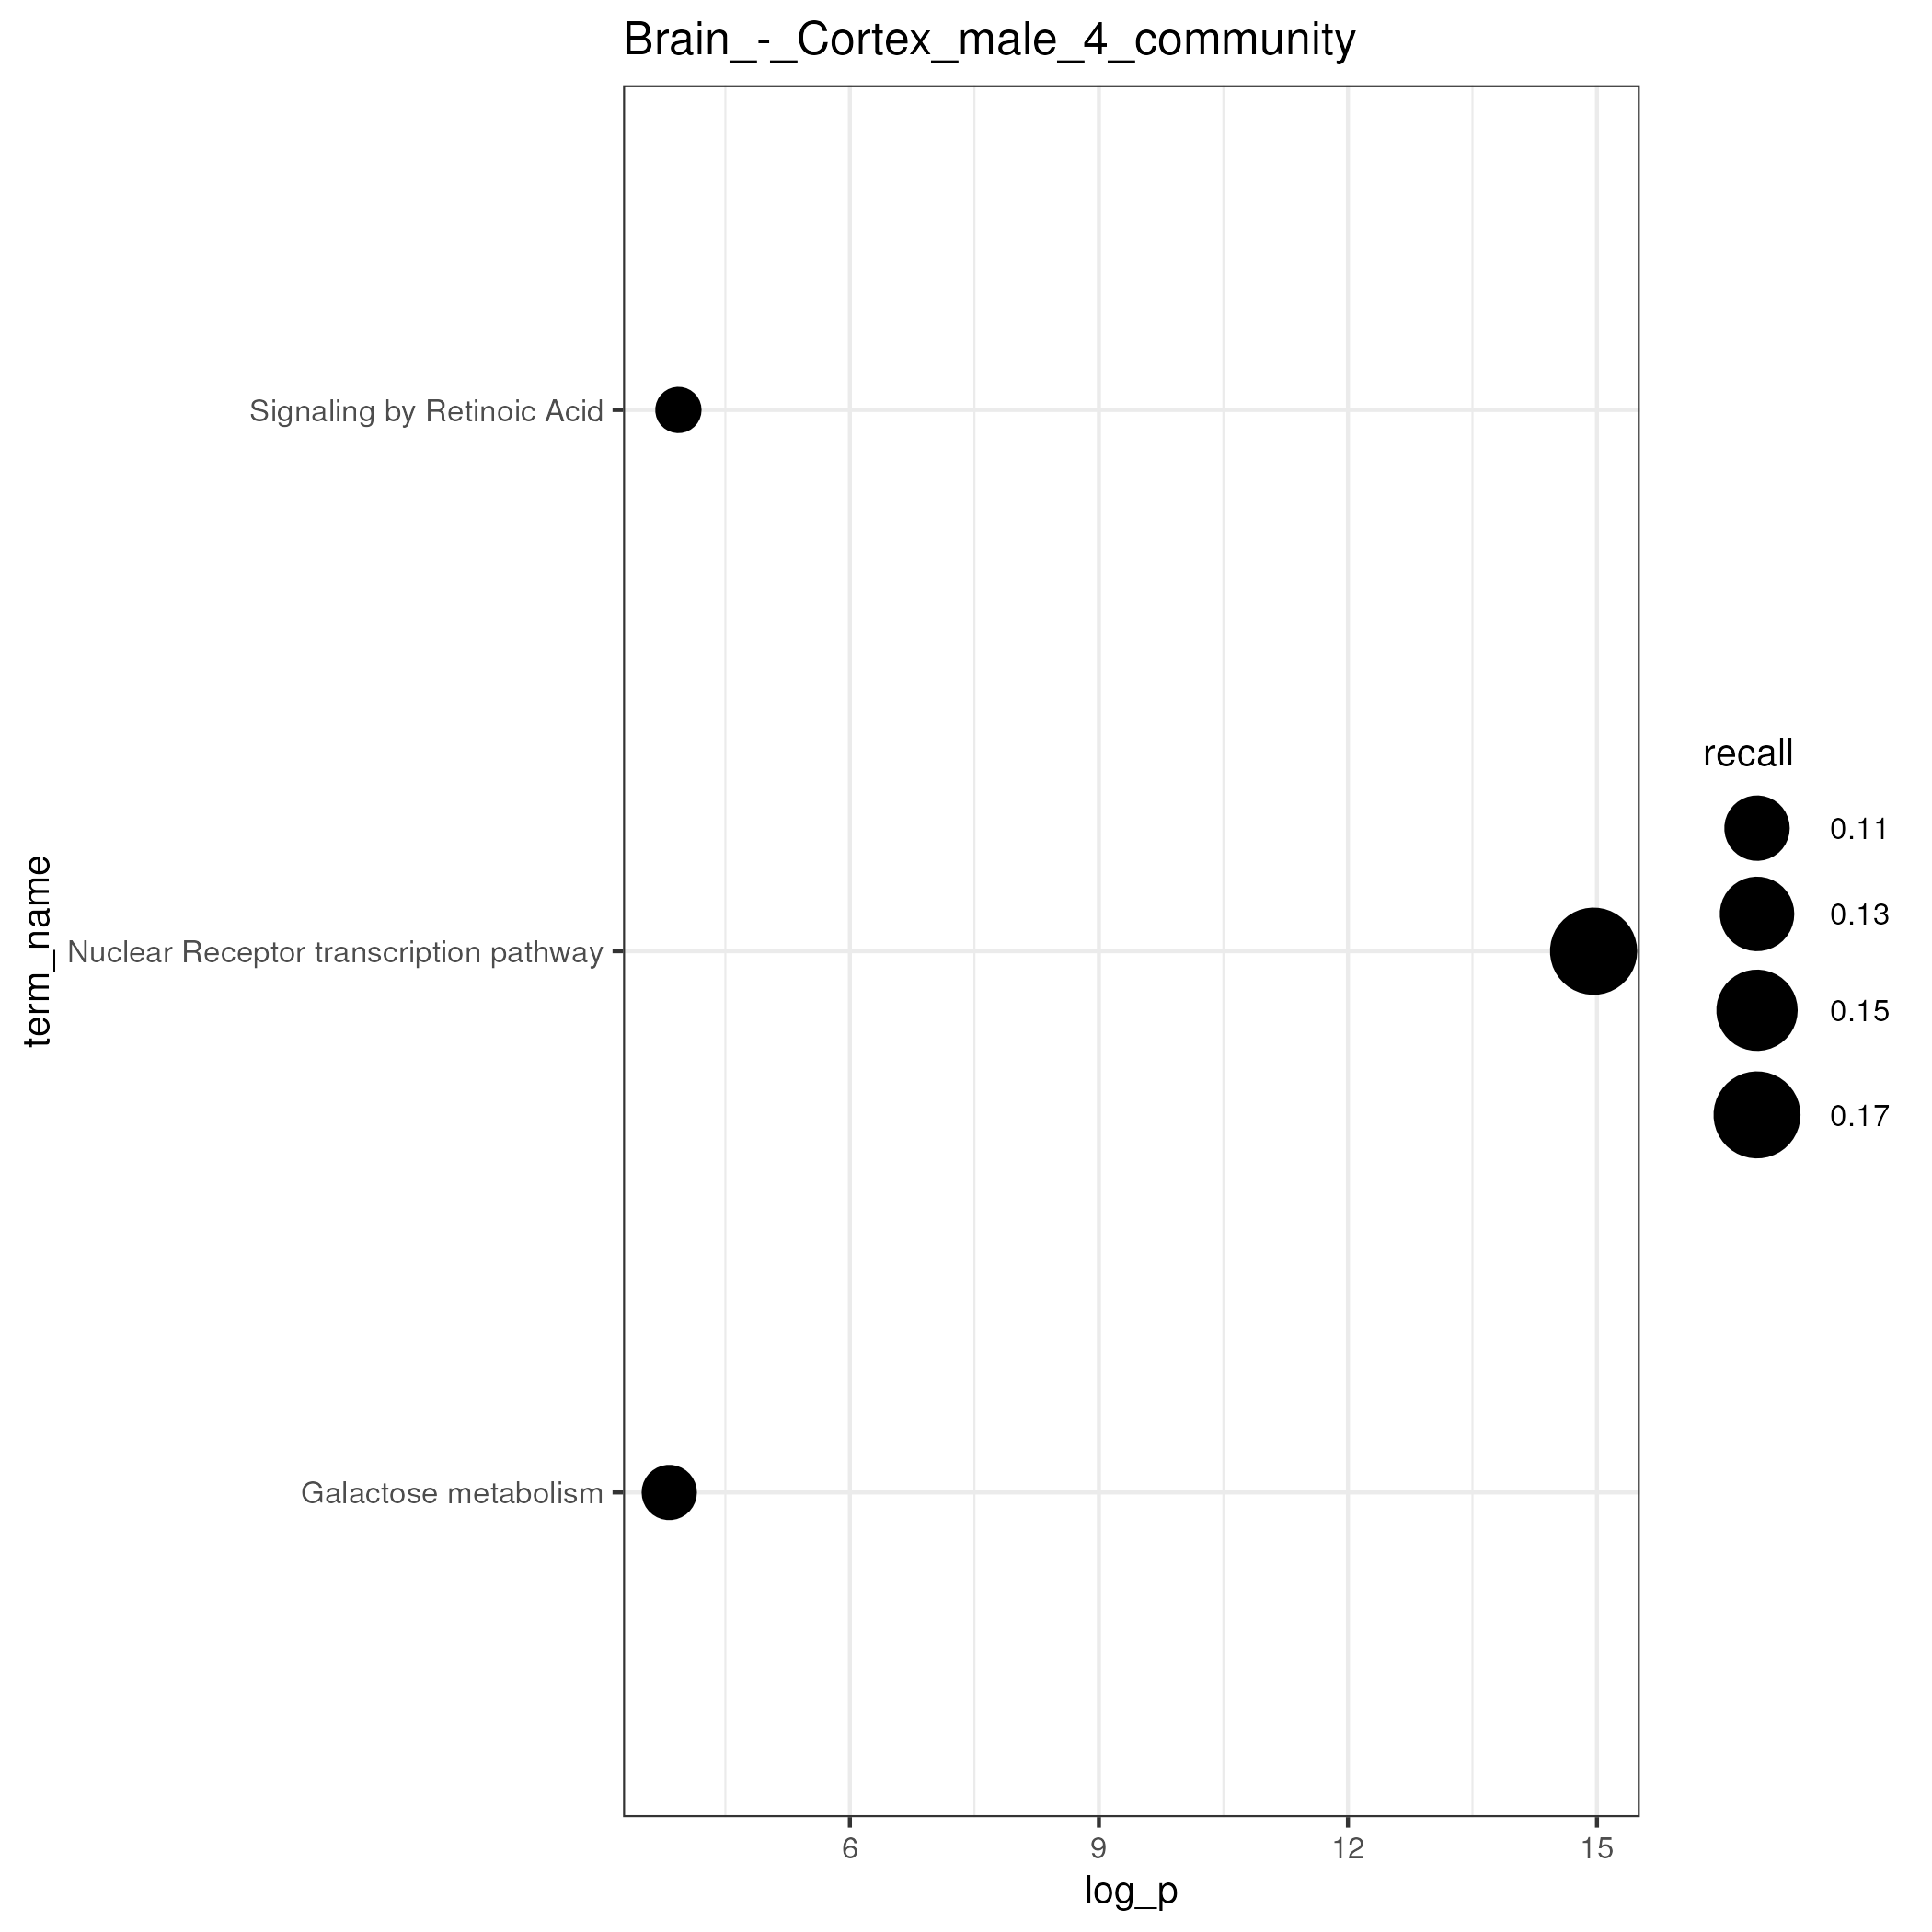 Brain_-_Cortex_male_4_community
term_name
Signaling by Retinoic Acid
Nuclear Receptor transcription pathway
Galactose metabolism
6 9 12 15
log_p
recall
0.11
0.13
0.15
0.17